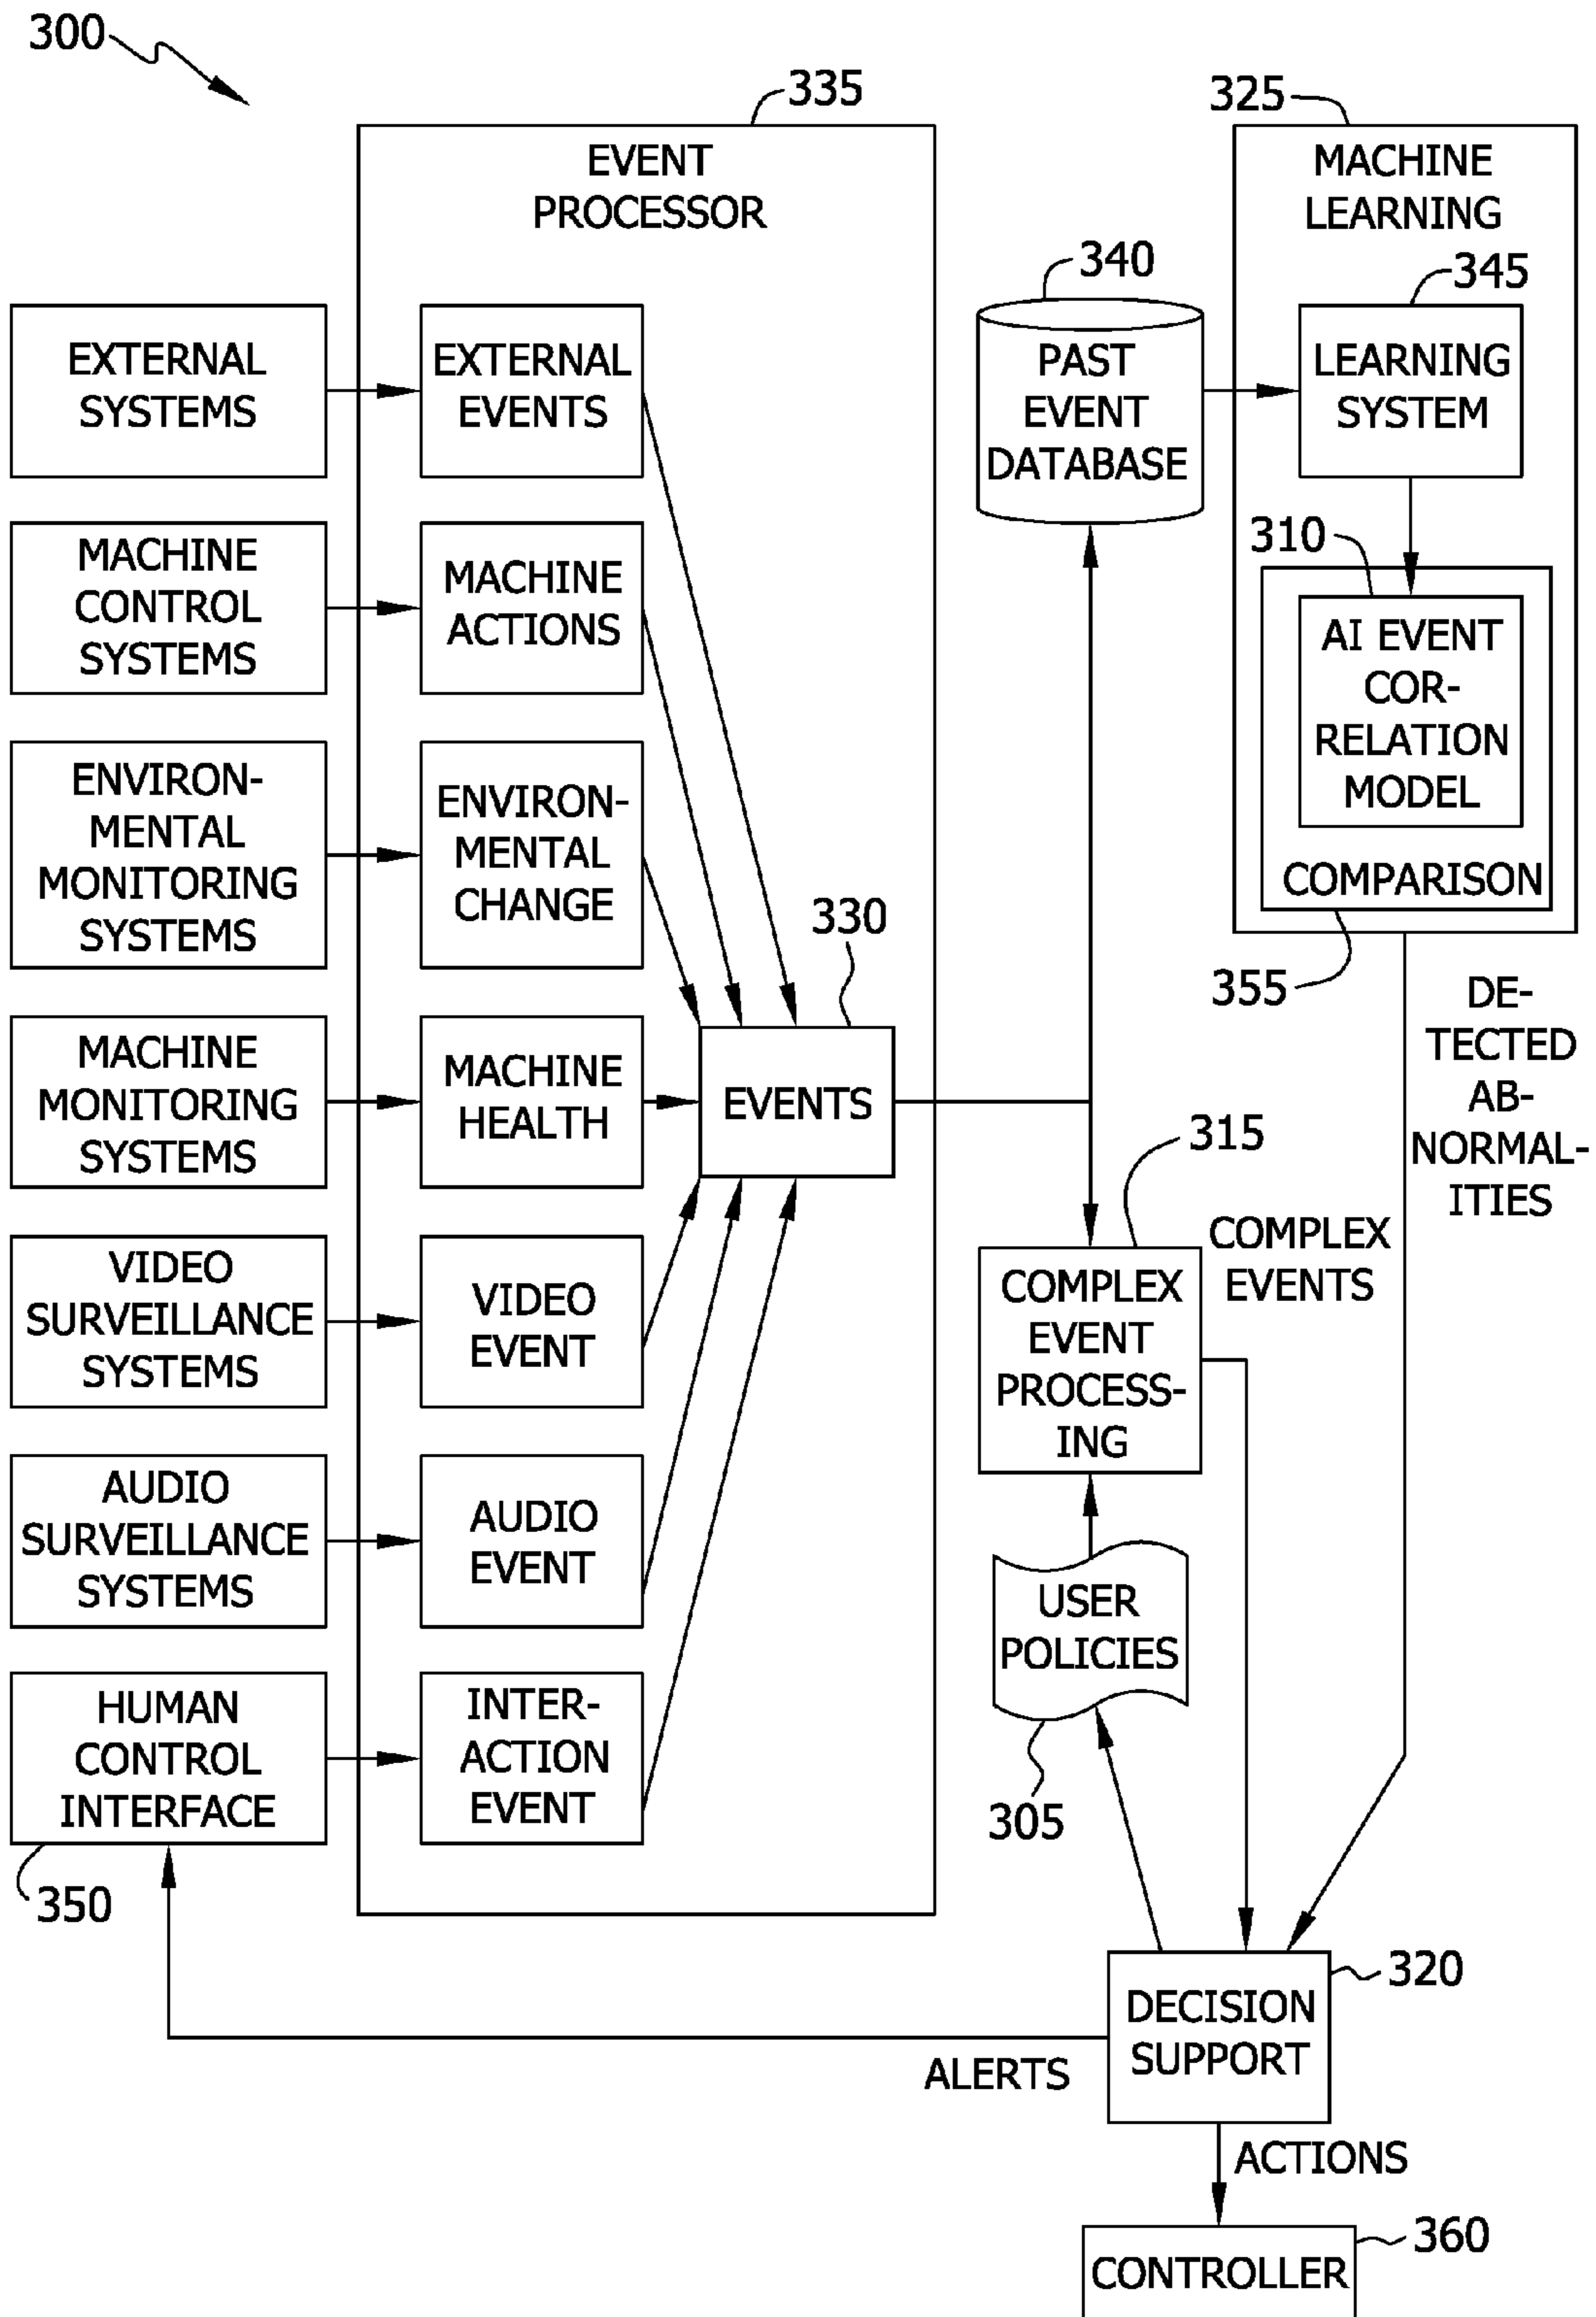 300
335
325
EVENT
PROCESSOR
MACHINE
LEARNING
340
345
EXTERNAL
SYSTEMS
EXTERNAL
EVENTS
PAST
EVENT
DATABASE
LEARNING
SYSTEM
310
MACHINE
CONTROL
SYSTEMS
MACHINE
ACTIONS
AI EVENT
COR-
RELATION
MODEL
COMPARISON
355
ENVIRON-
MENTAL
MONITORING
SYSTEMS
ENVIRON-
MENTAL
CHANGE
330
DE-
TECTED
AB-
NORMAL-
ITIES
MACHINE
MONITORING
SYSTEMS
MACHINE
HEALTH
EVENTS
315
COMPLEX
EVENTS
VIDEO
SURVEILLANCE
SYSTEMS
VIDEO
EVENT
COMPLEX
EVENT
PROCESS-
ING
AUDIO
SURVEILLANCE
SYSTEMS
AUDIO
EVENT
USER
POLICIES
305
HUMAN
CONTROL
INTERFACE
INTER-
ACTION
EVENT
350
320
DECISION
SUPPORT
ALERTS
ACTIONS
360
CONTROLLER